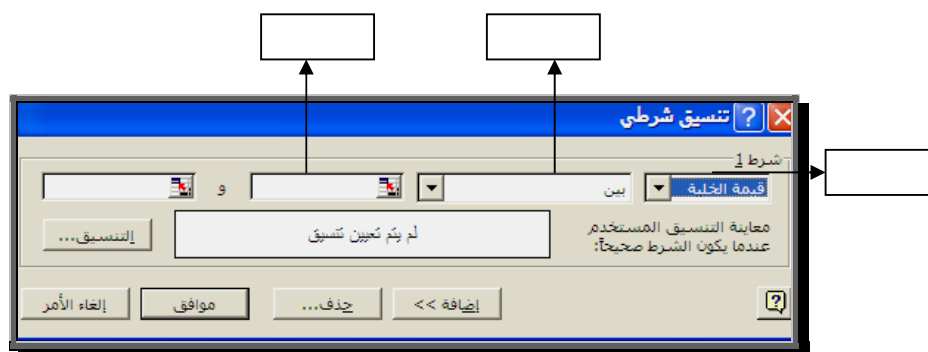 تنسيق شرطي
شرط 1
قيمة الخلية بين و
معاينة التنسيق المستخدم
عندما يكون الشرط صحيحاً:
لم يتم تعيين تنسيق
التنسيق...
إضافة >> حذف... موافق إلغاء الأمر